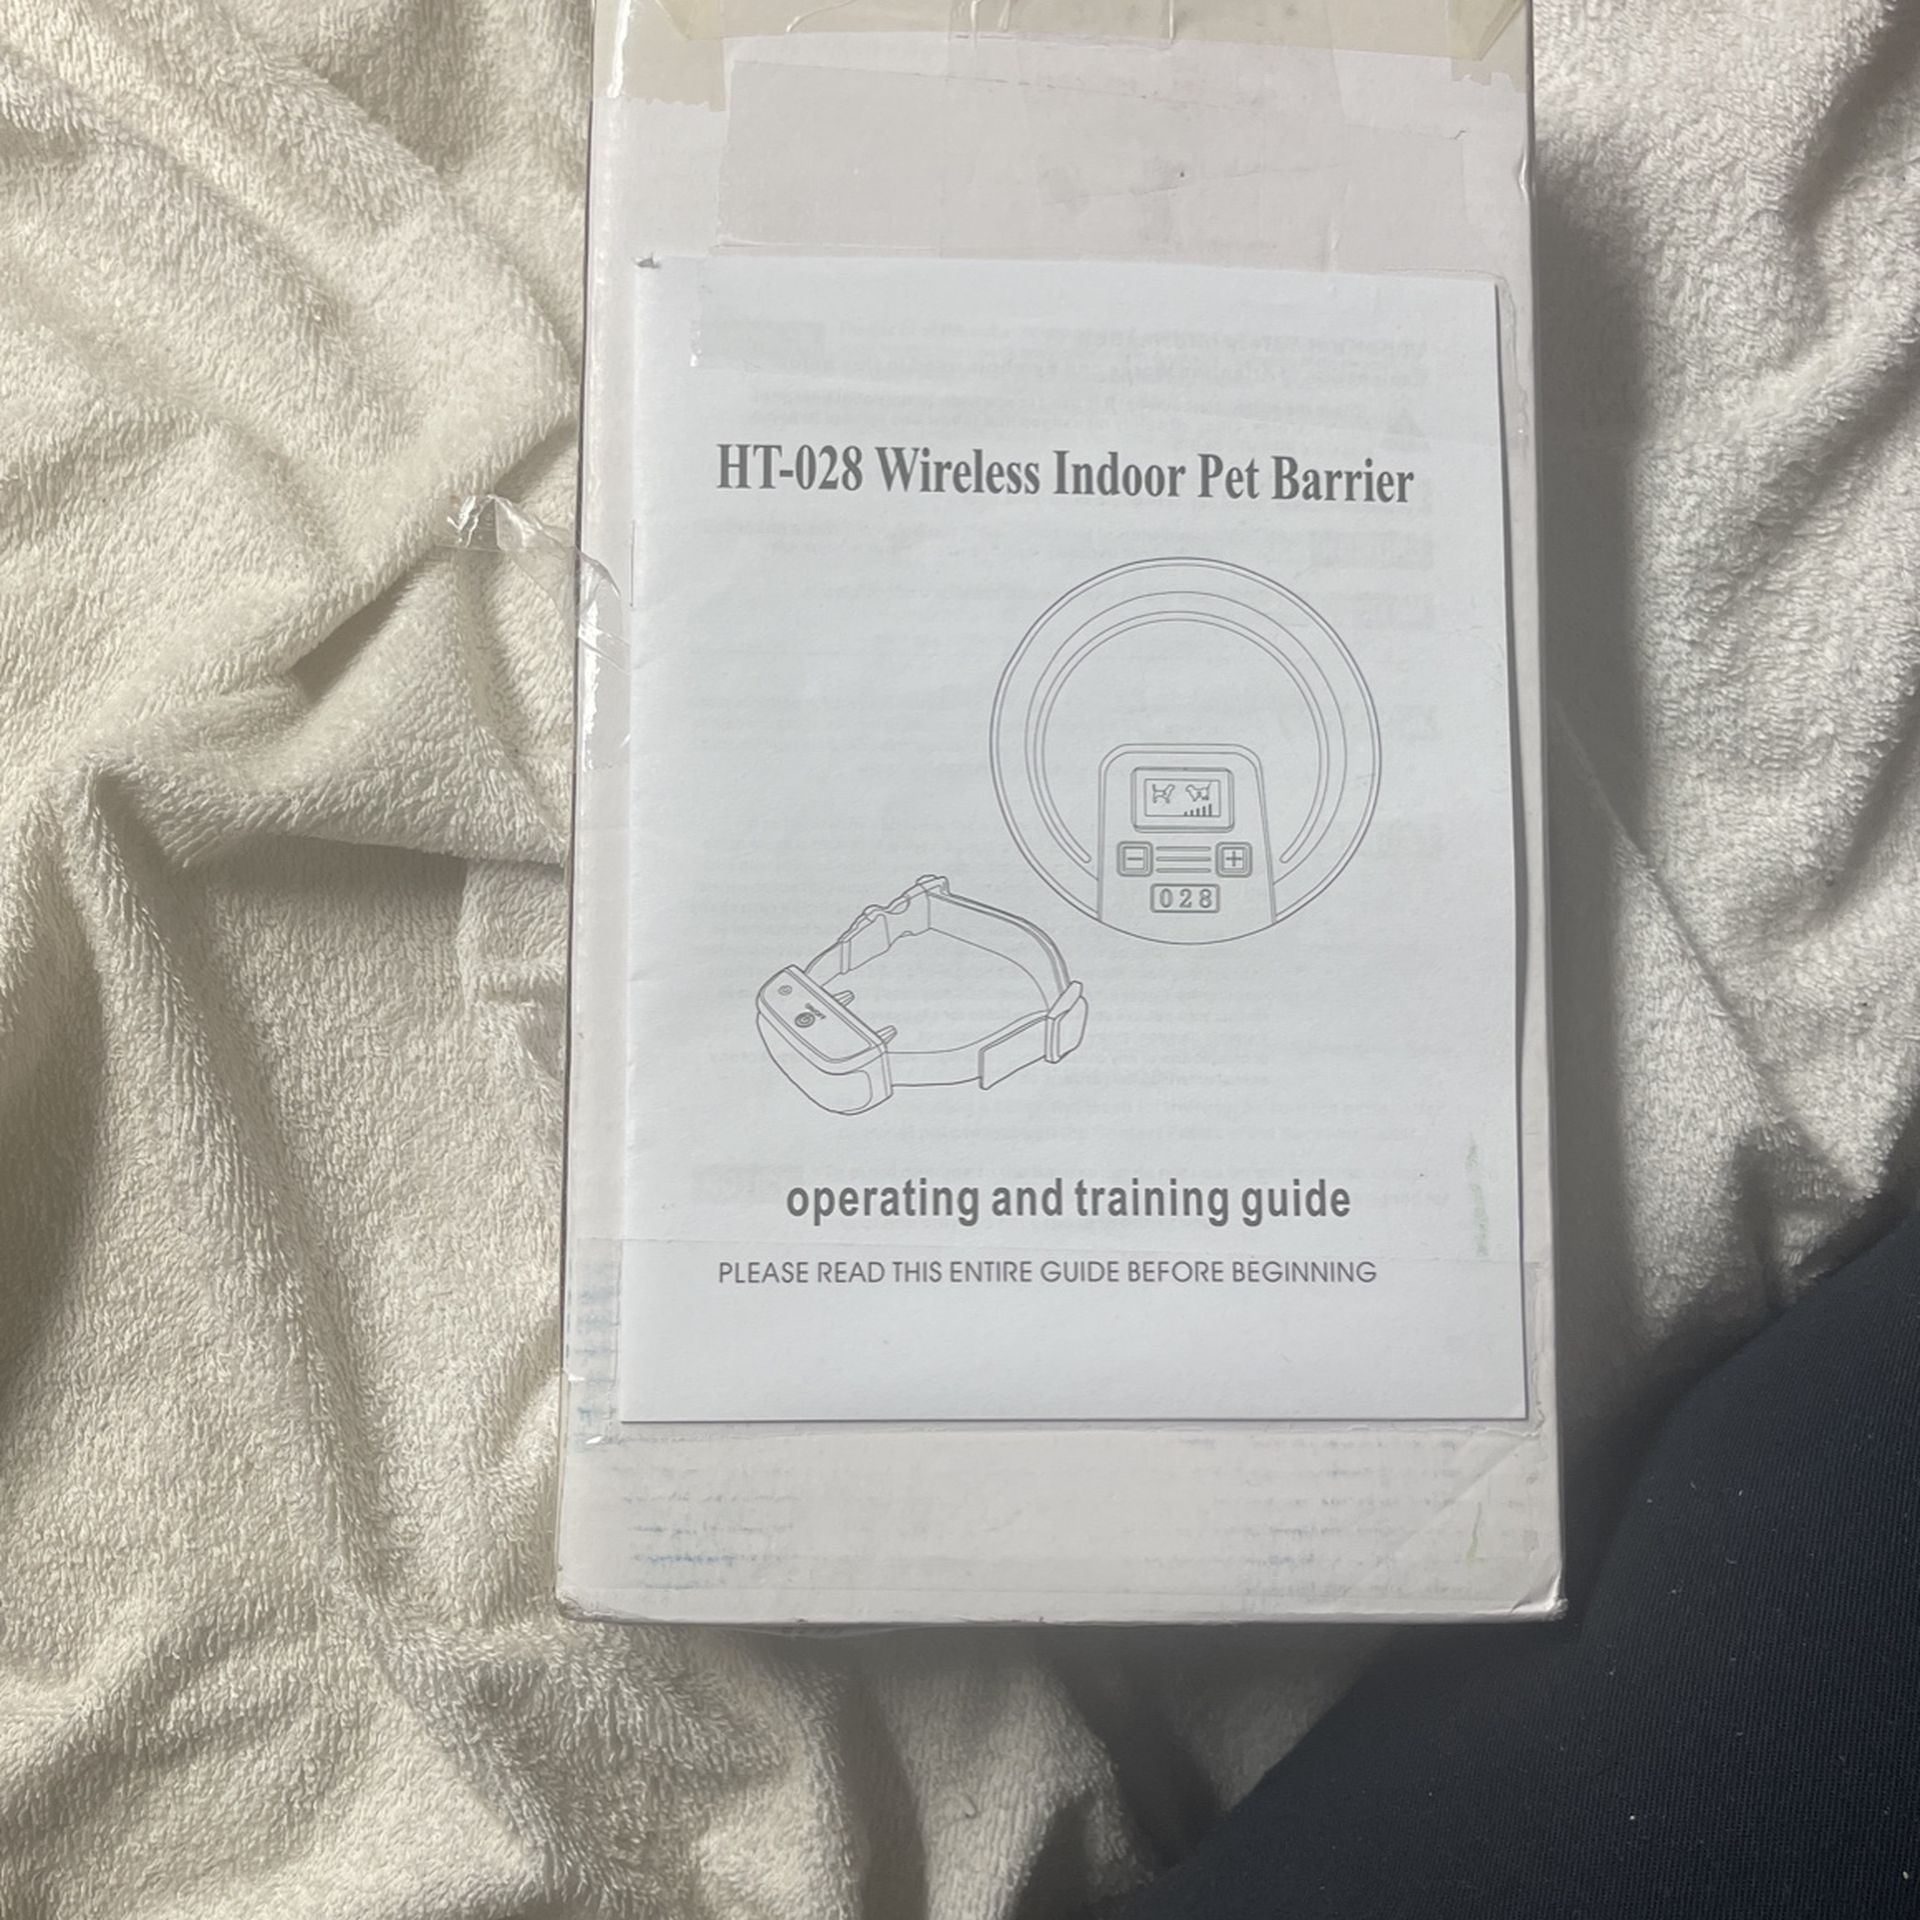 HT-028 Wireless Indoor Pet Barrier
028
operating and training guide
PLEASE READ THIS ENTIRE GUIDE BEFORE BEGINNING